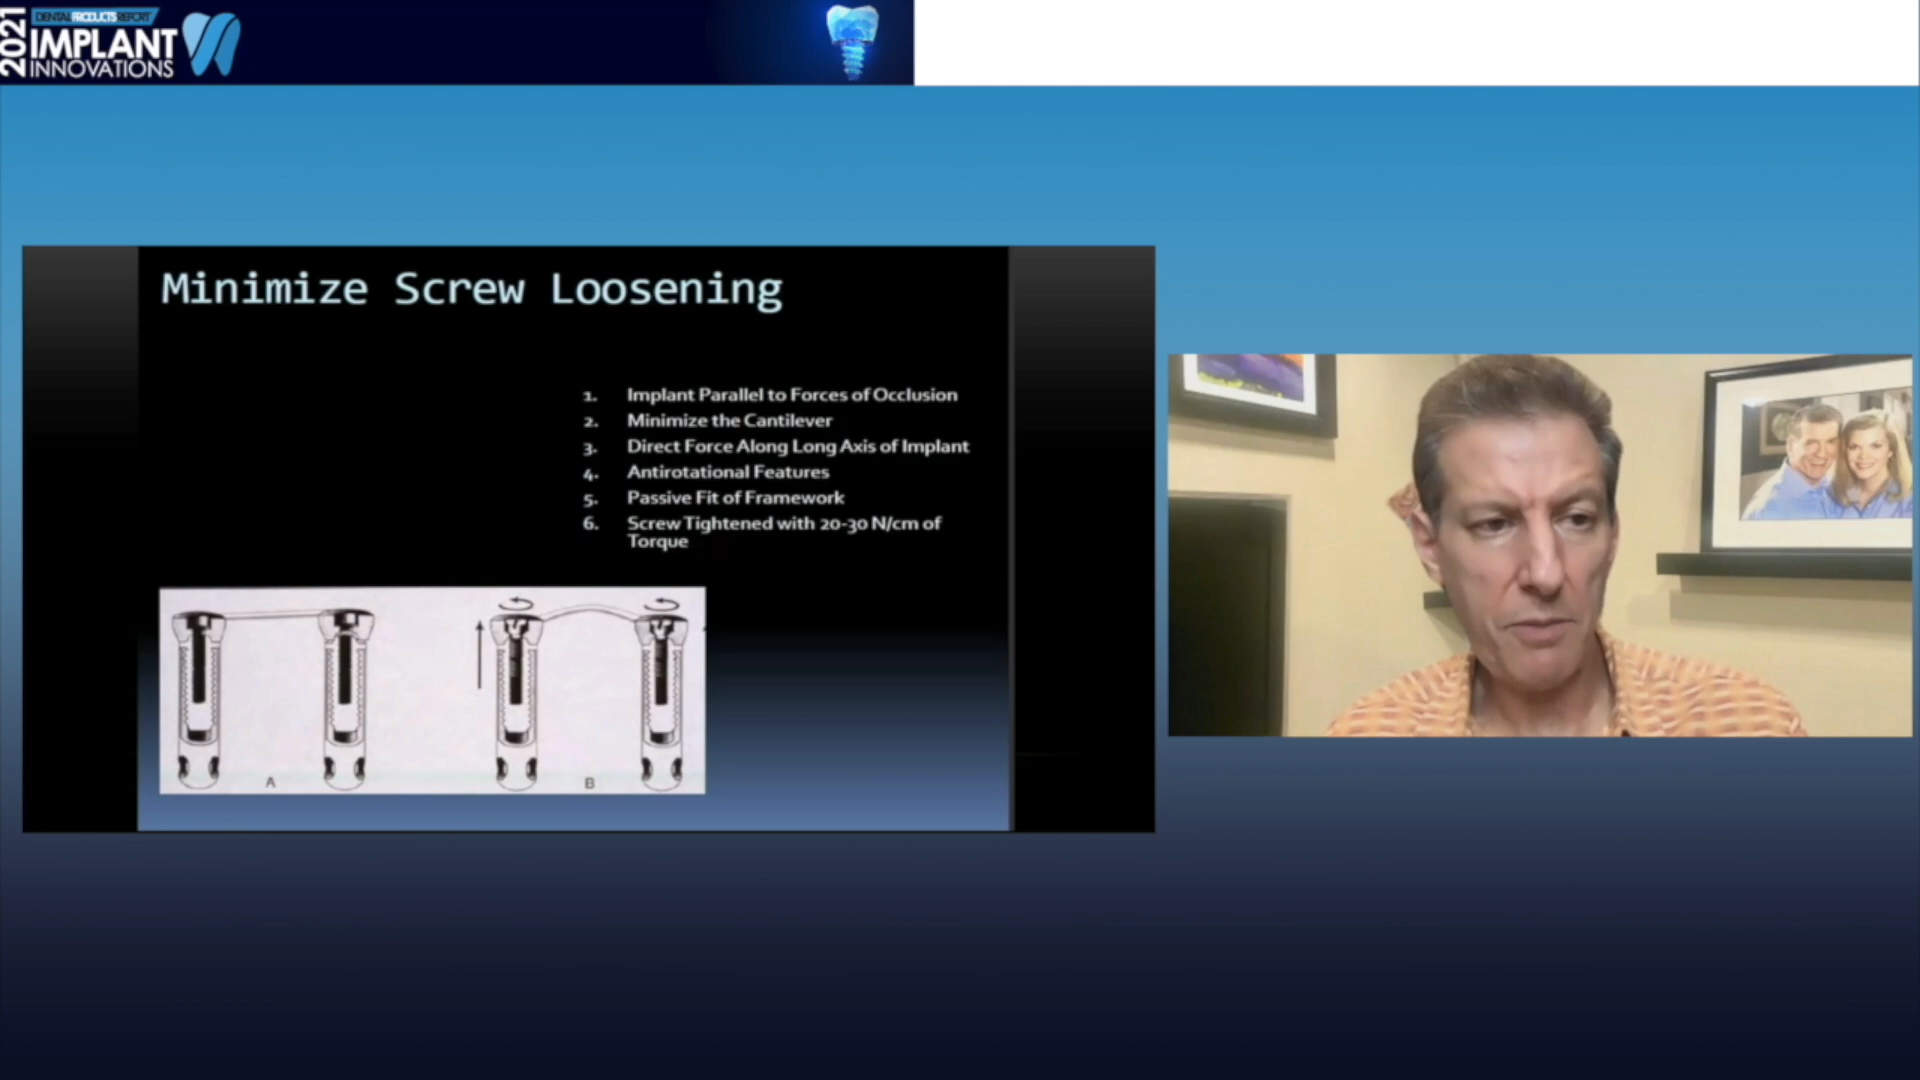 2021
DENTAL PRODUCTS REPORT
IMPLANT
INNOVATIONS
Minimize Screw Loosening
1. Implant Parallel to Forces of Occlusion
2. Minimize the Cantilever
3. Direct Force Along Long Axis of Implant
4. Antirotational Features
5. Passive Fit of Framework
6. Screw Tightened with 20-30 N/cm of
Torque
A
B